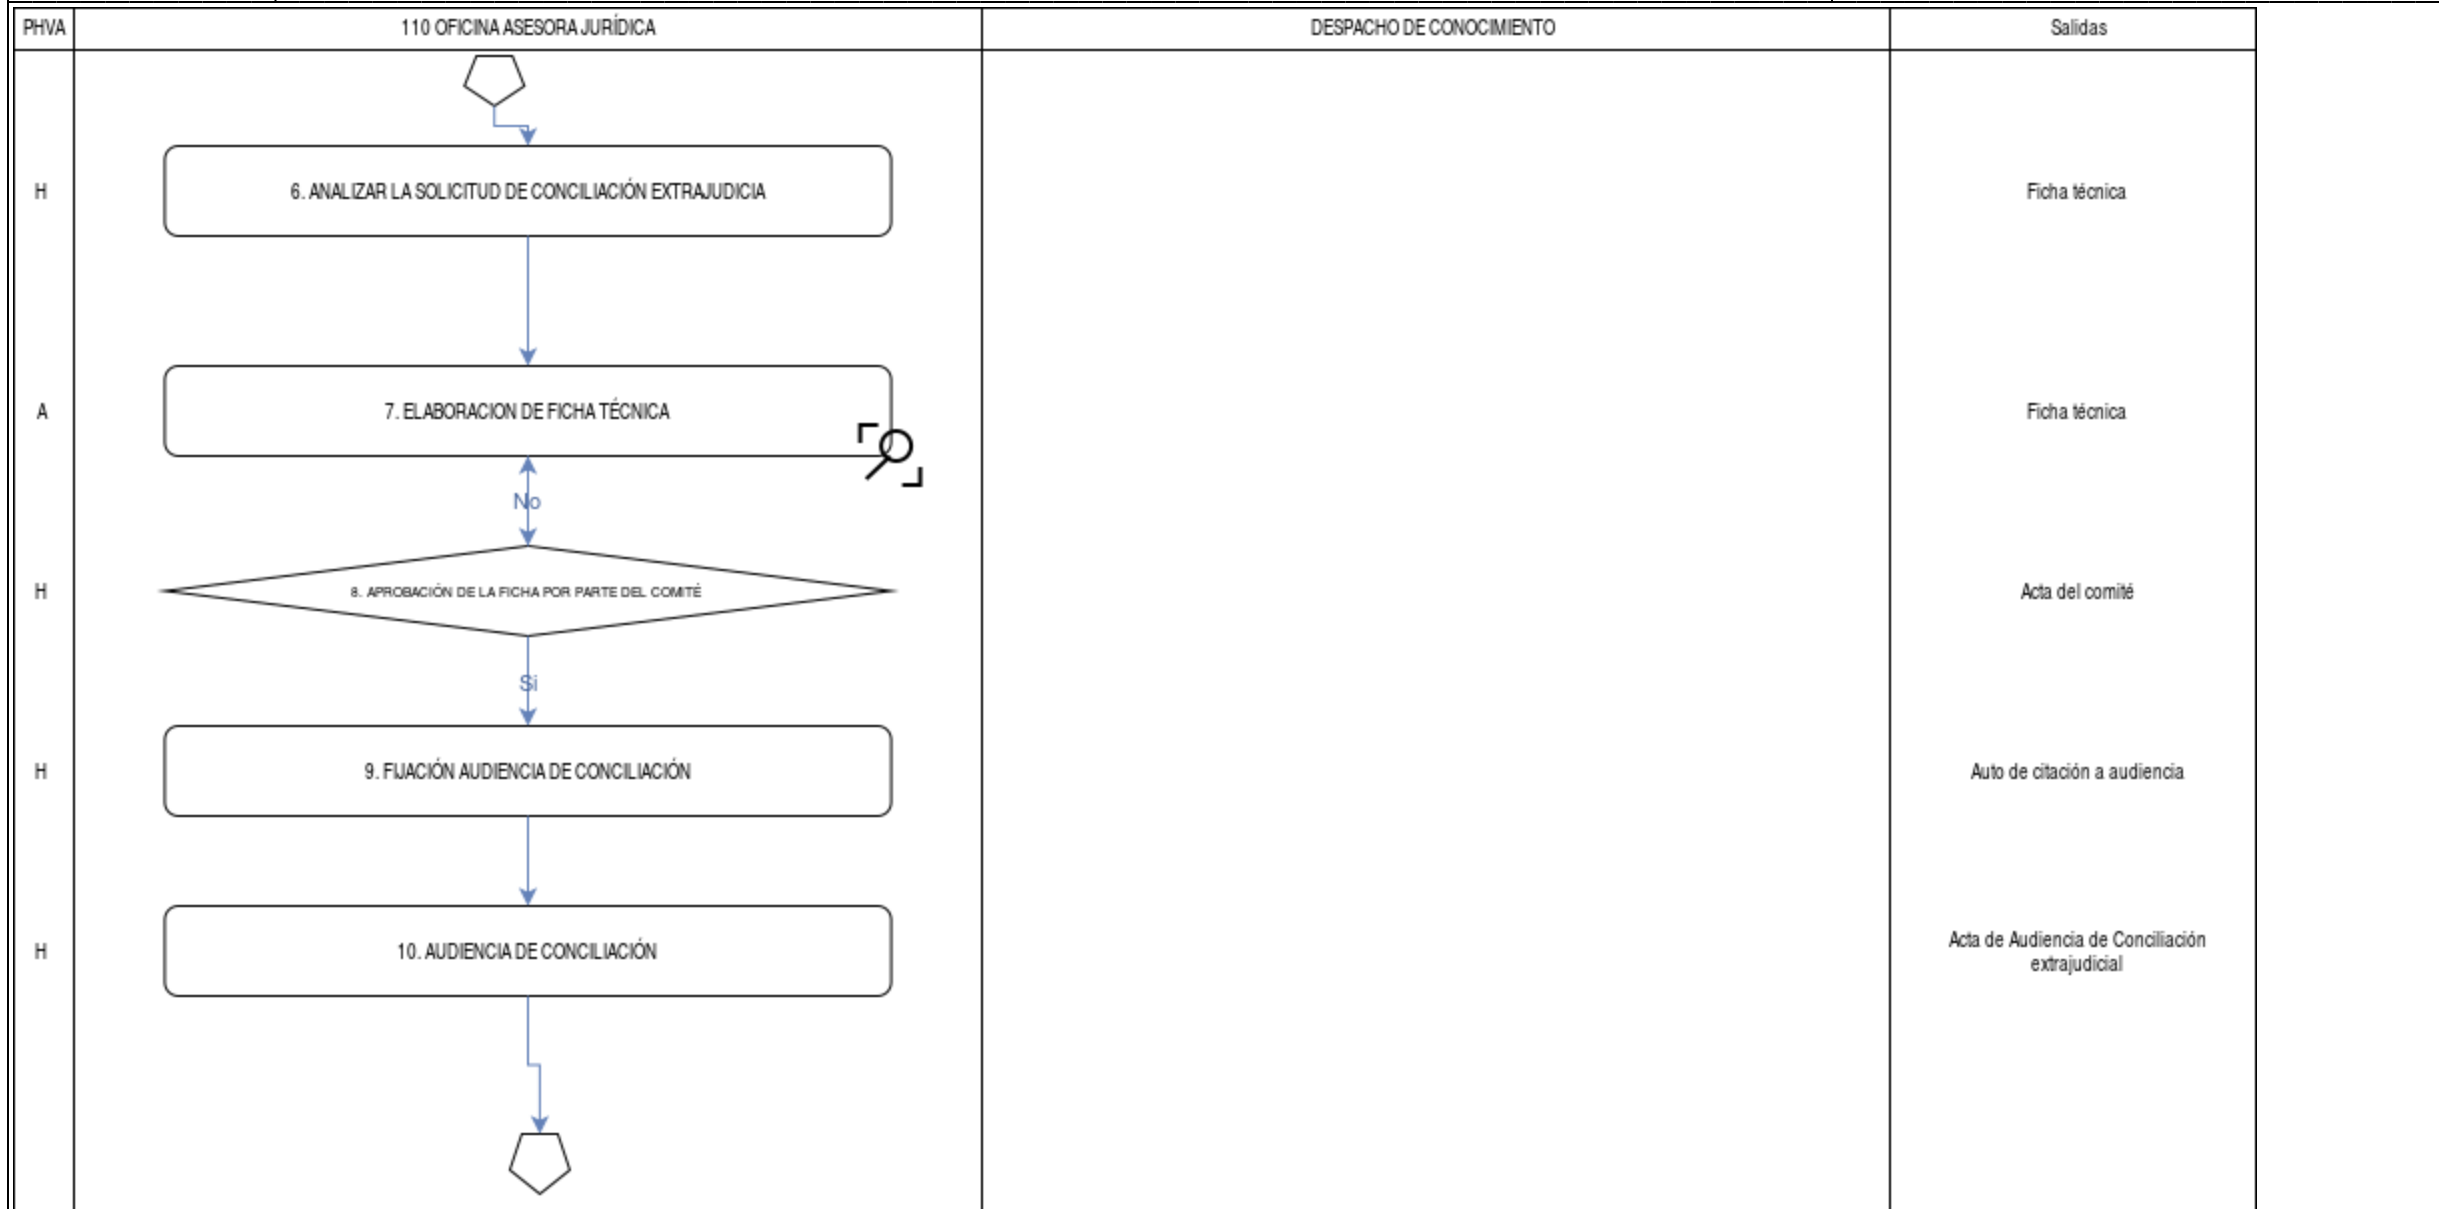 PHVA 110 OFICINA ASESORA JURÍDICA DESPACHO DE CONOCIMIENTO Salidas
H 6. ANALIZAR LA SOLICITUD DE CONCILIACIÓN EXTRAJUDICIA Ficha técnica
A 7. ELABORACION DE FICHA TÉCNICA Ficha técnica
No
H 8. APROBACIÓN DE LA FICHA POR PARTE DEL COMITÉ Acta del comité
Si
H 9. FIJACIÓN AUDIENCIA DE CONCILIACIÓN Auto de citación a audiencia
H 10. AUDIENCIA DE CONCILIACIÓN Acta de Audiencia de Conciliación
extrajudicial